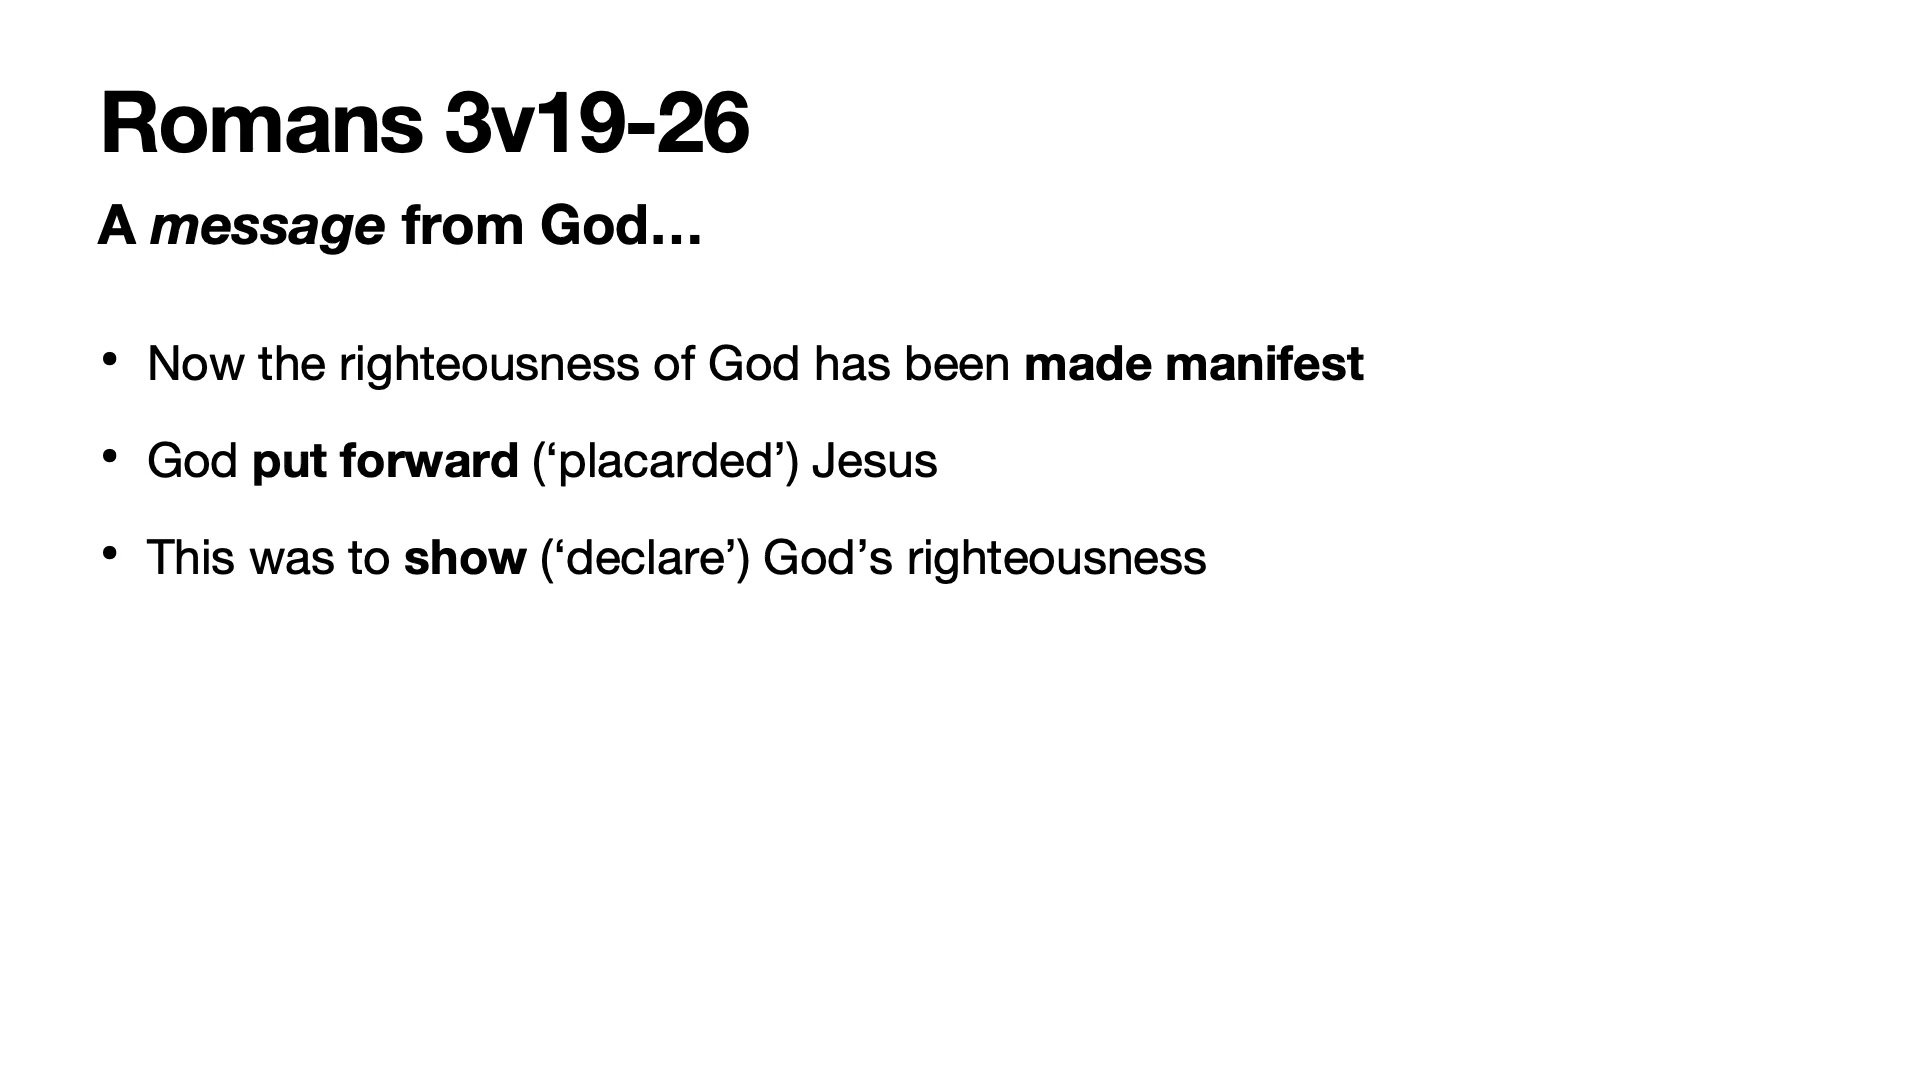 Romans 3v19-26
A message from God…
• Now the righteousness of God has been made manifest
• God put forward (‘placarded’) Jesus
• This was to show (‘declare’) God’s righteousness